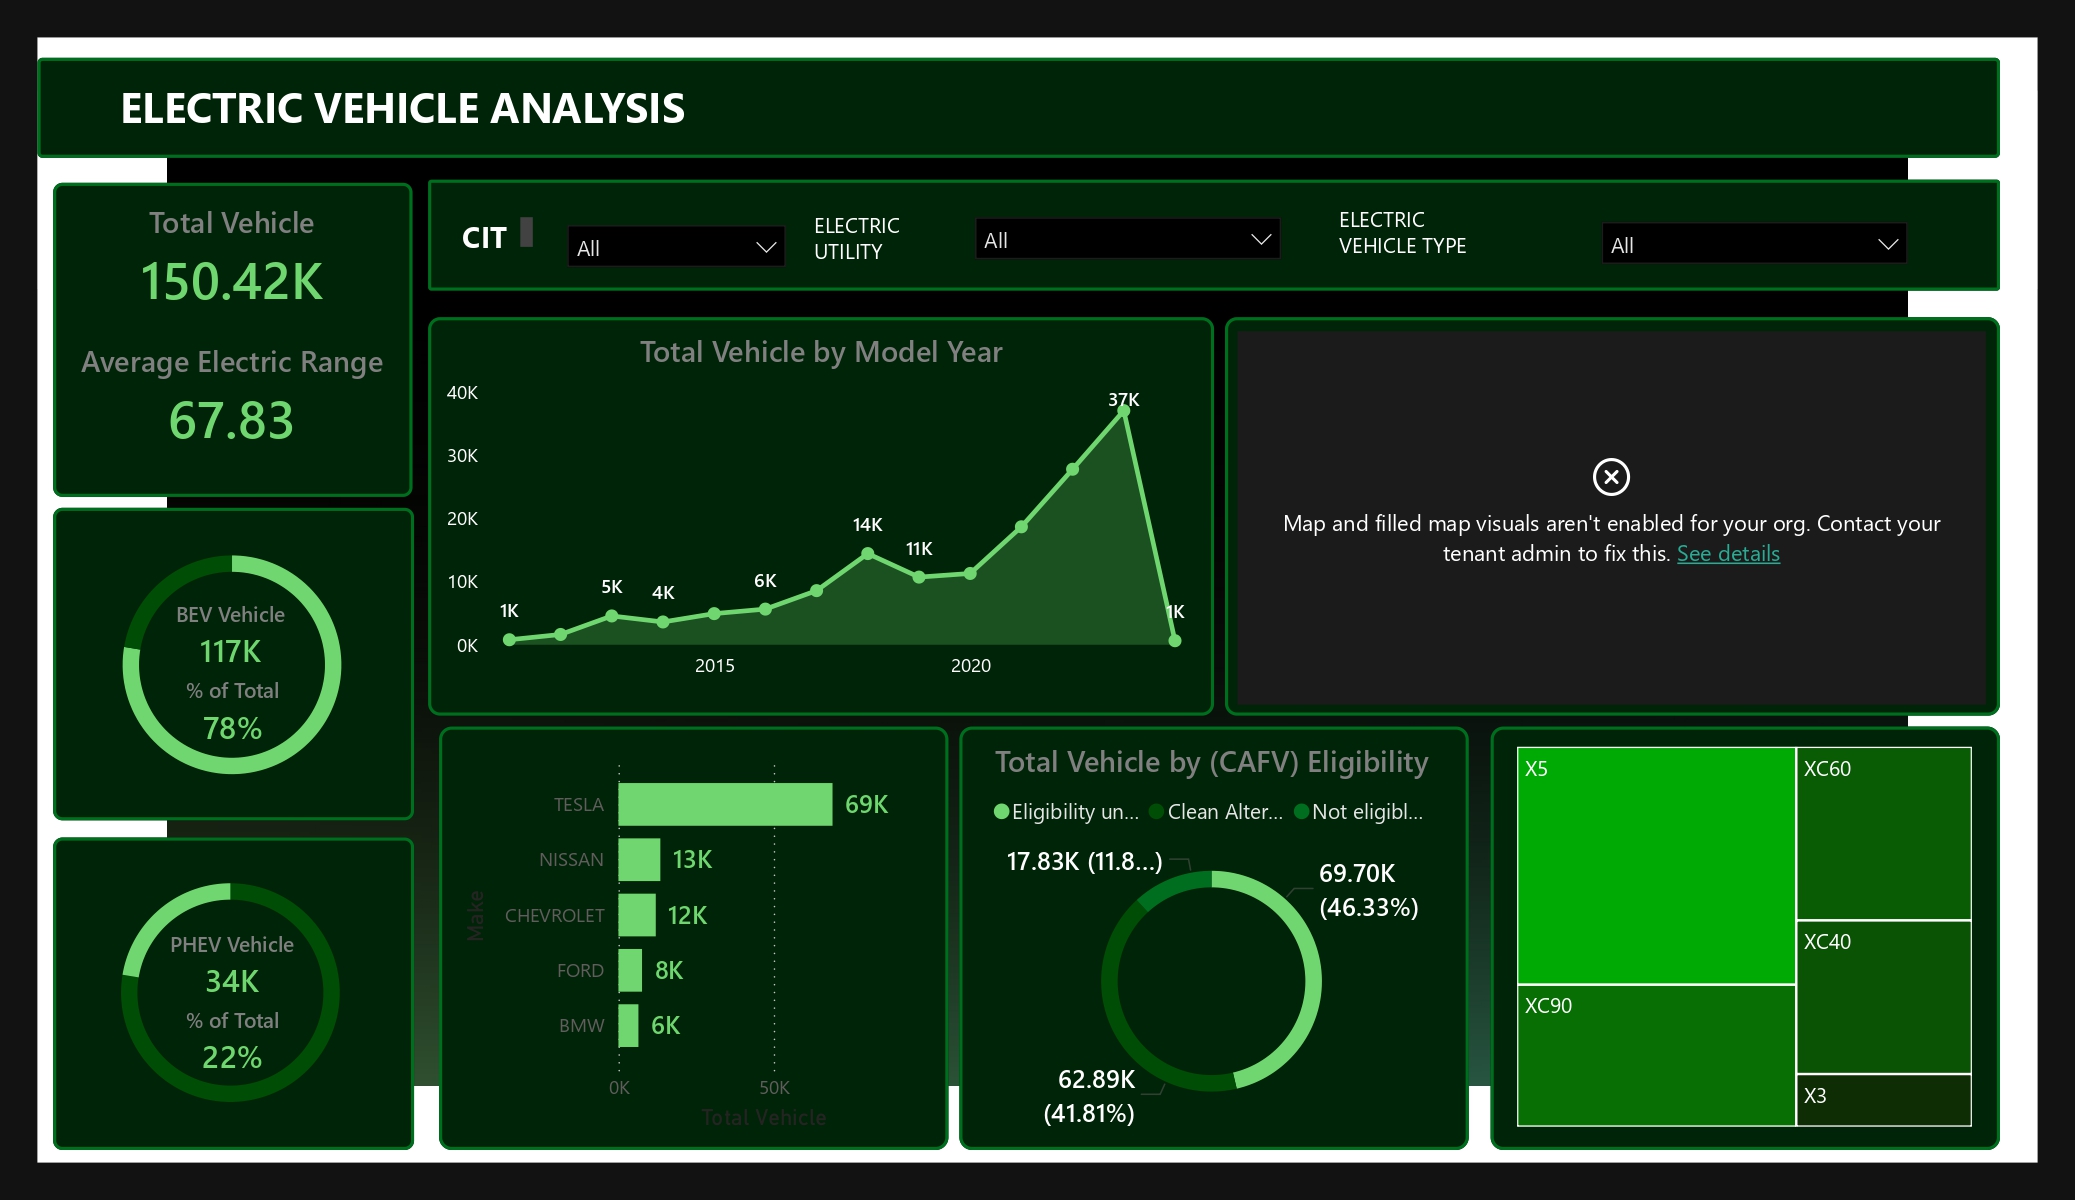 ELECTRIC VEHICLE ANALYSIS
Total Vehicle
150.42K
Average Electric Range
67.83
CIT
All
ELECTRIC
UTILITY
All
ELECTRIC
VEHICLE TYPE
All
BEV Vehicle
117K
% of Total
78%
PHEV Vehicle
34K
% of Total
22%
Total Vehicle by Model Year
40K
30K
20K
10K
0K
1K
5K
4K
6K
14K
11K
37K
1K
2015
2020
Map and filled map visuals aren't enabled for your org. Contact your
tenant admin to fix this. See details
Make
TESLA
69K
NISSAN
13K
CHEVROLET
12K
FORD
8K
BMW
6K
0K
50K
Total Vehicle
Total Vehicle by (CAFV) Eligibility
Eligibility un... Clean Alter... Not eligibl...
17.83K (11.8...)
69.70K
(46.33%)
62.89K
(41.81%)
X5
XC60
XC40
XC90
X3